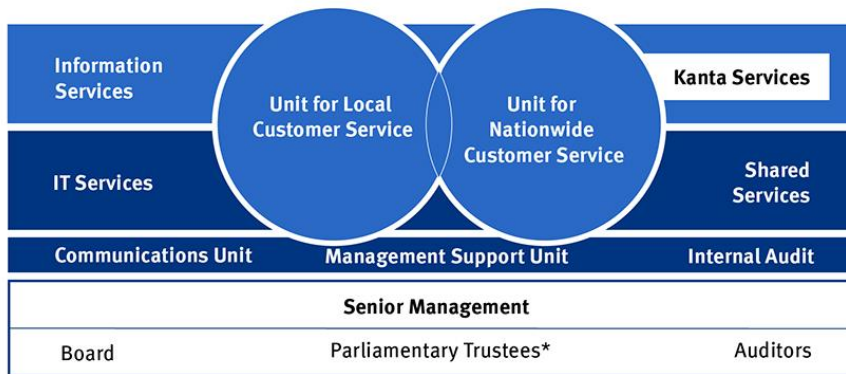 Information
Services
Unit for Local
Customer Service
Unit for
Nationwide
Customer Service
Kanta Services
IT Services
Shared
Services
Communications Unit
Management Support Unit
Internal Audit
Senior Management
Board
Parliamentary Trustees*
Auditors